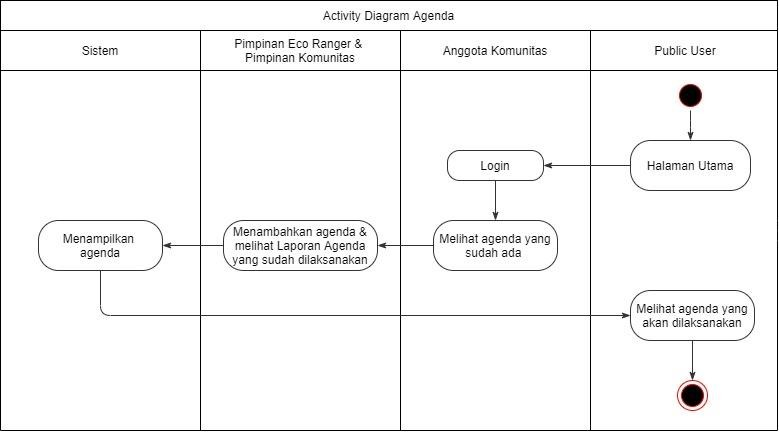 Activity Diagram Agenda
Sistem
Pimpinan Eco Ranger &
Pimpinan Komunitas
Anggota Komunitas
Public User
Login
Halaman Utama
Menampilkan
agenda
Menambahkan agenda &
melihat Laporan Agenda
yang sudah dilaksanakan
Melihat agenda yang
sudah ada
Melihat agenda yang
akan dilaksanakan